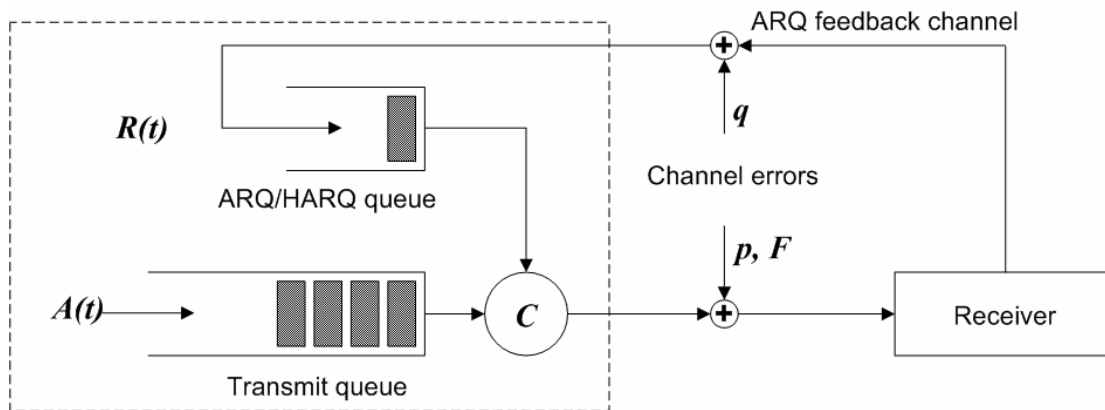 ARQ feedback channel
R(t)
q
ARQ/HARQ queue
Channel errors
p, F
A(t)
C
Receiver
Transmit queue